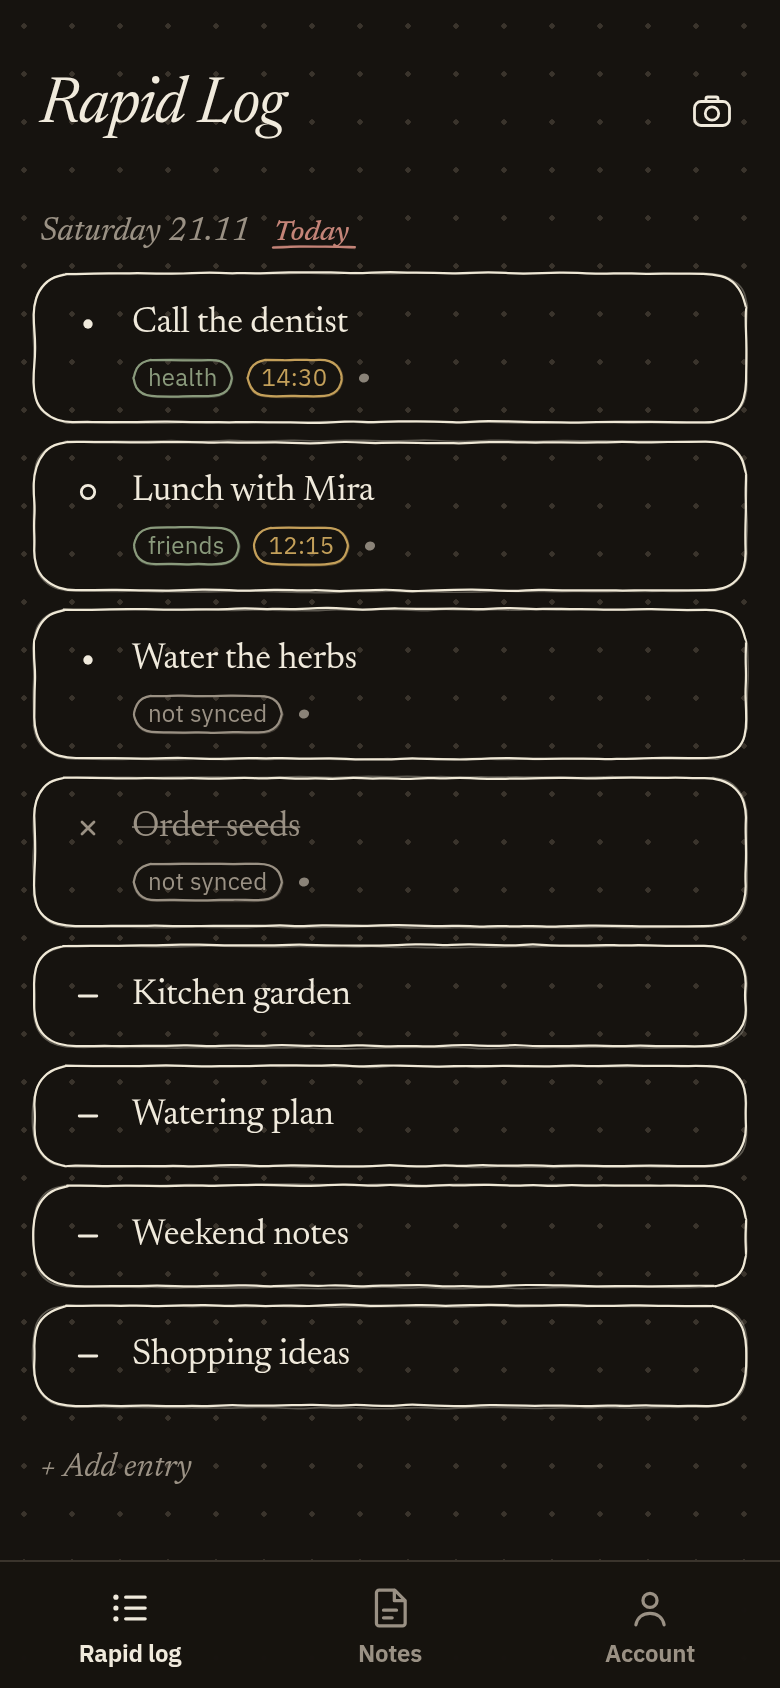 Rapid Log
Saturday 21.11 Today
• Call the dentist
health 14:30 •
○ Lunch with Mira
friends 12:15 •
• Water the herbs
not synced •
× Order seeds
not synced •
– Kitchen garden
– Watering plan
– Weekend notes
– Shopping ideas
+ Add entry
Rapid log Notes Account